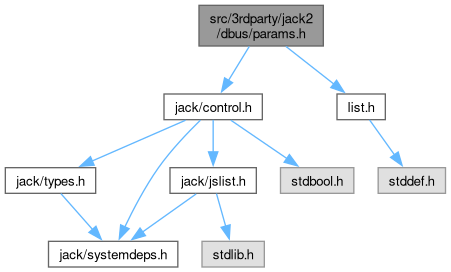 src/3rdparty/jack2
/dbus/params.h
jack/control.h
list.h
jack/types.h
jack/jslist.h
stdbool.h
stddef.h
jack/systemdeps.h
stdlib.h